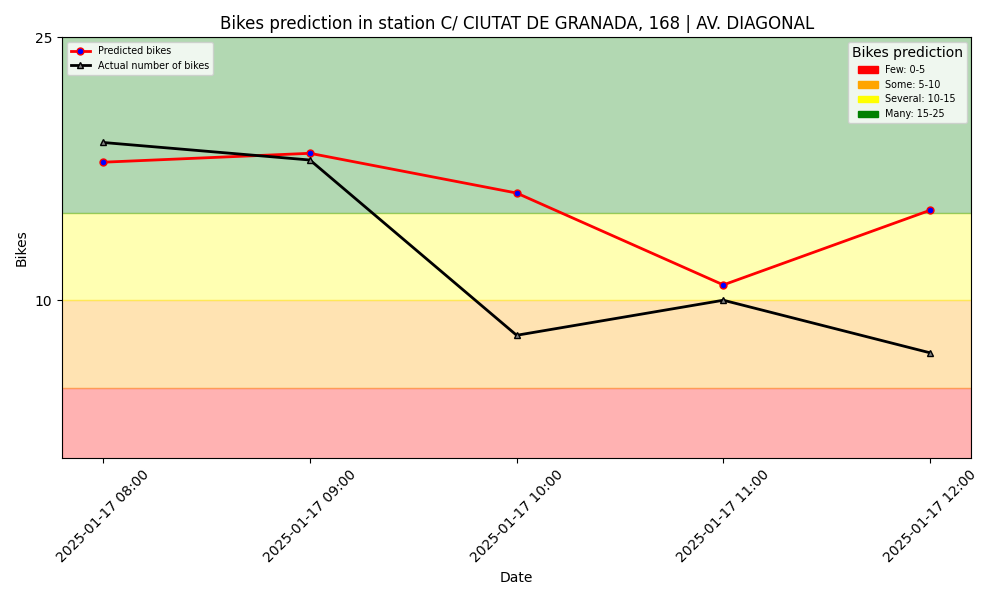 Bikes prediction in station C/ CIUTAT DE GRANADA, 168 | AV. DIAGONAL
25
10
Bikes
Predicted bikes
Actual number of bikes
Bikes prediction
Few: 0-5
Some: 5-10
Several: 10-15
Many: 15-25
2025-01-17 08:00
2025-01-17 09:00
2025-01-17 10:00
2025-01-17 11:00
2025-01-17 12:00
Date